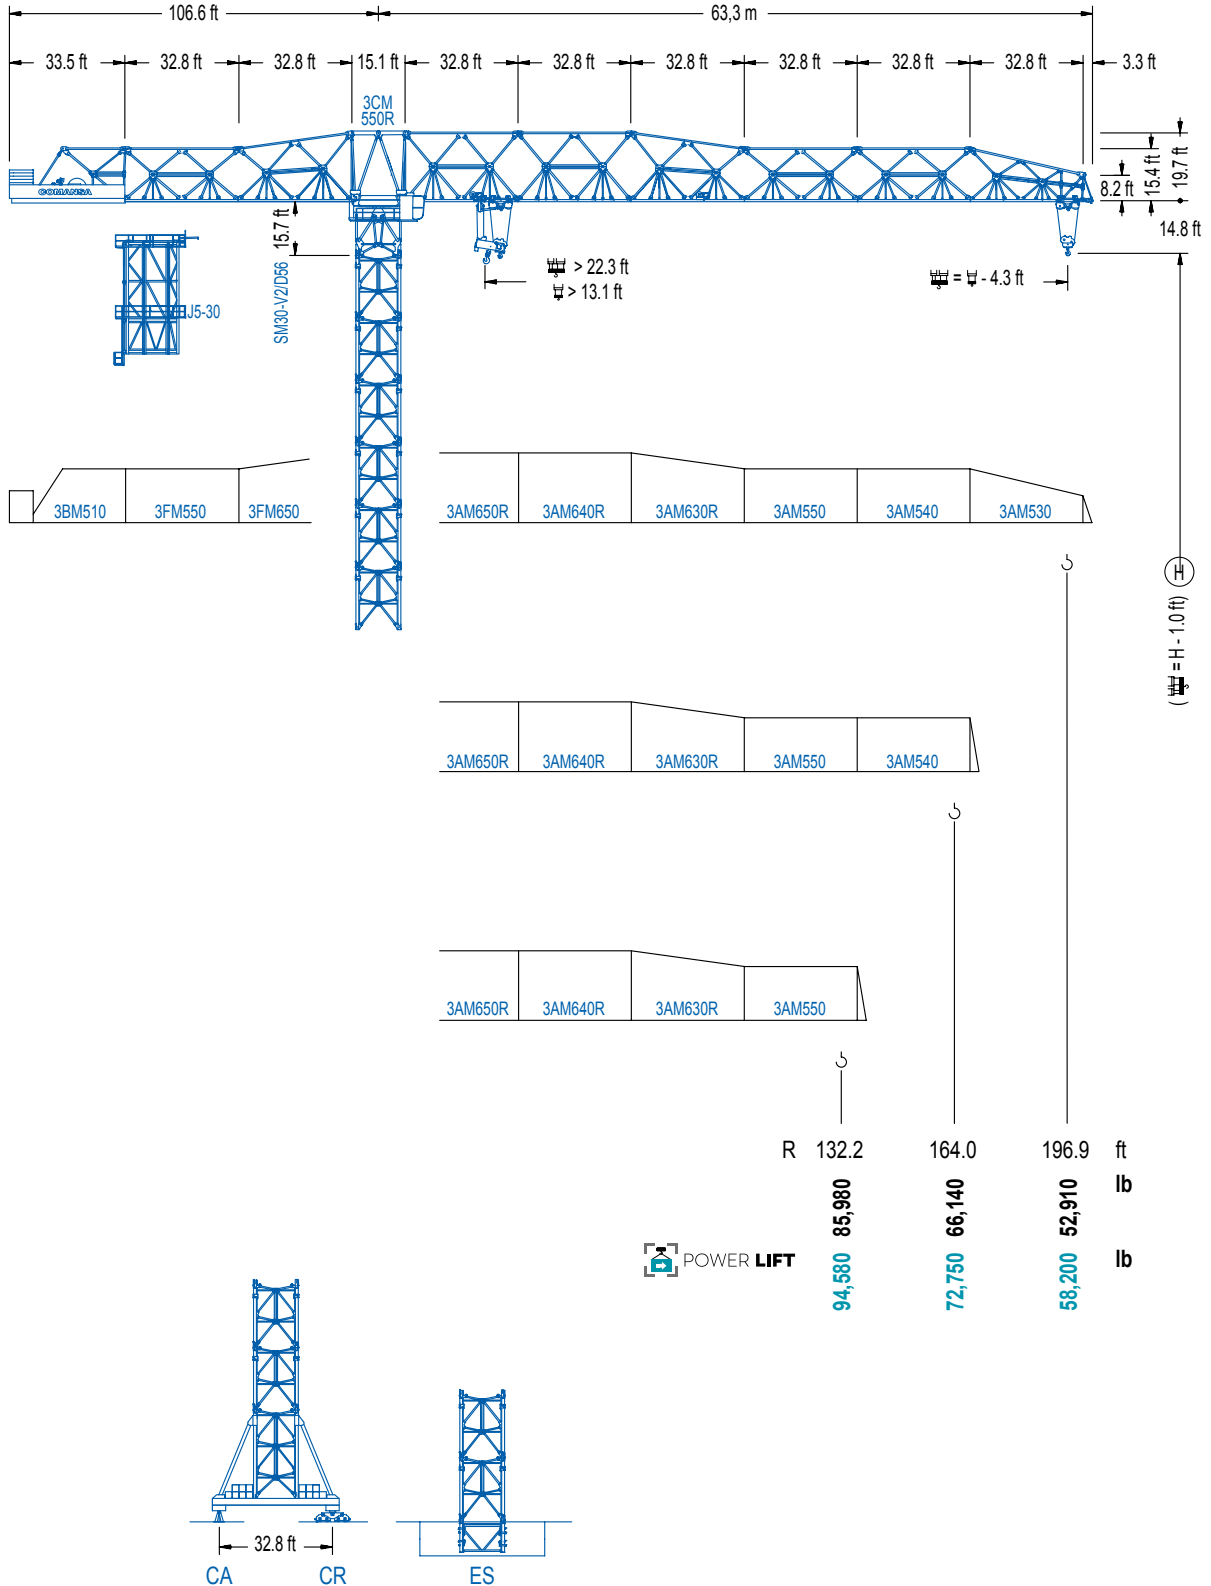 106.6 ft 63,3 m
33.5 ft 32.8 ft 32.8 ft 15.1 ft 32.8 ft 32.8 ft 32.8 ft 32.8 ft 32.8 ft 32.8 ft 3.3 ft
3CM
550R
COMANSA
8.2 ft
15.4 ft
19.7 ft
14.8 ft
15.7 ft
SM30-V2/D56
J5-30
> 22.3 ft
> 13.1 ft
= - 4.3 ft
3BM510 3FM550 3FM650 3AM650R 3AM640R 3AM630R 3AM550 3AM540 3AM530
H
( = H - 1.0 ft)
3AM650R 3AM640R 3AM630R 3AM550 3AM540
3AM650R 3AM640R 3AM630R 3AM550
R 132.2 164.0 196.9 ft
85,980 66,140 52,910 lb
POWER LIFT 94,580 72,750 58,200 lb
32.8 ft
CA CR ES